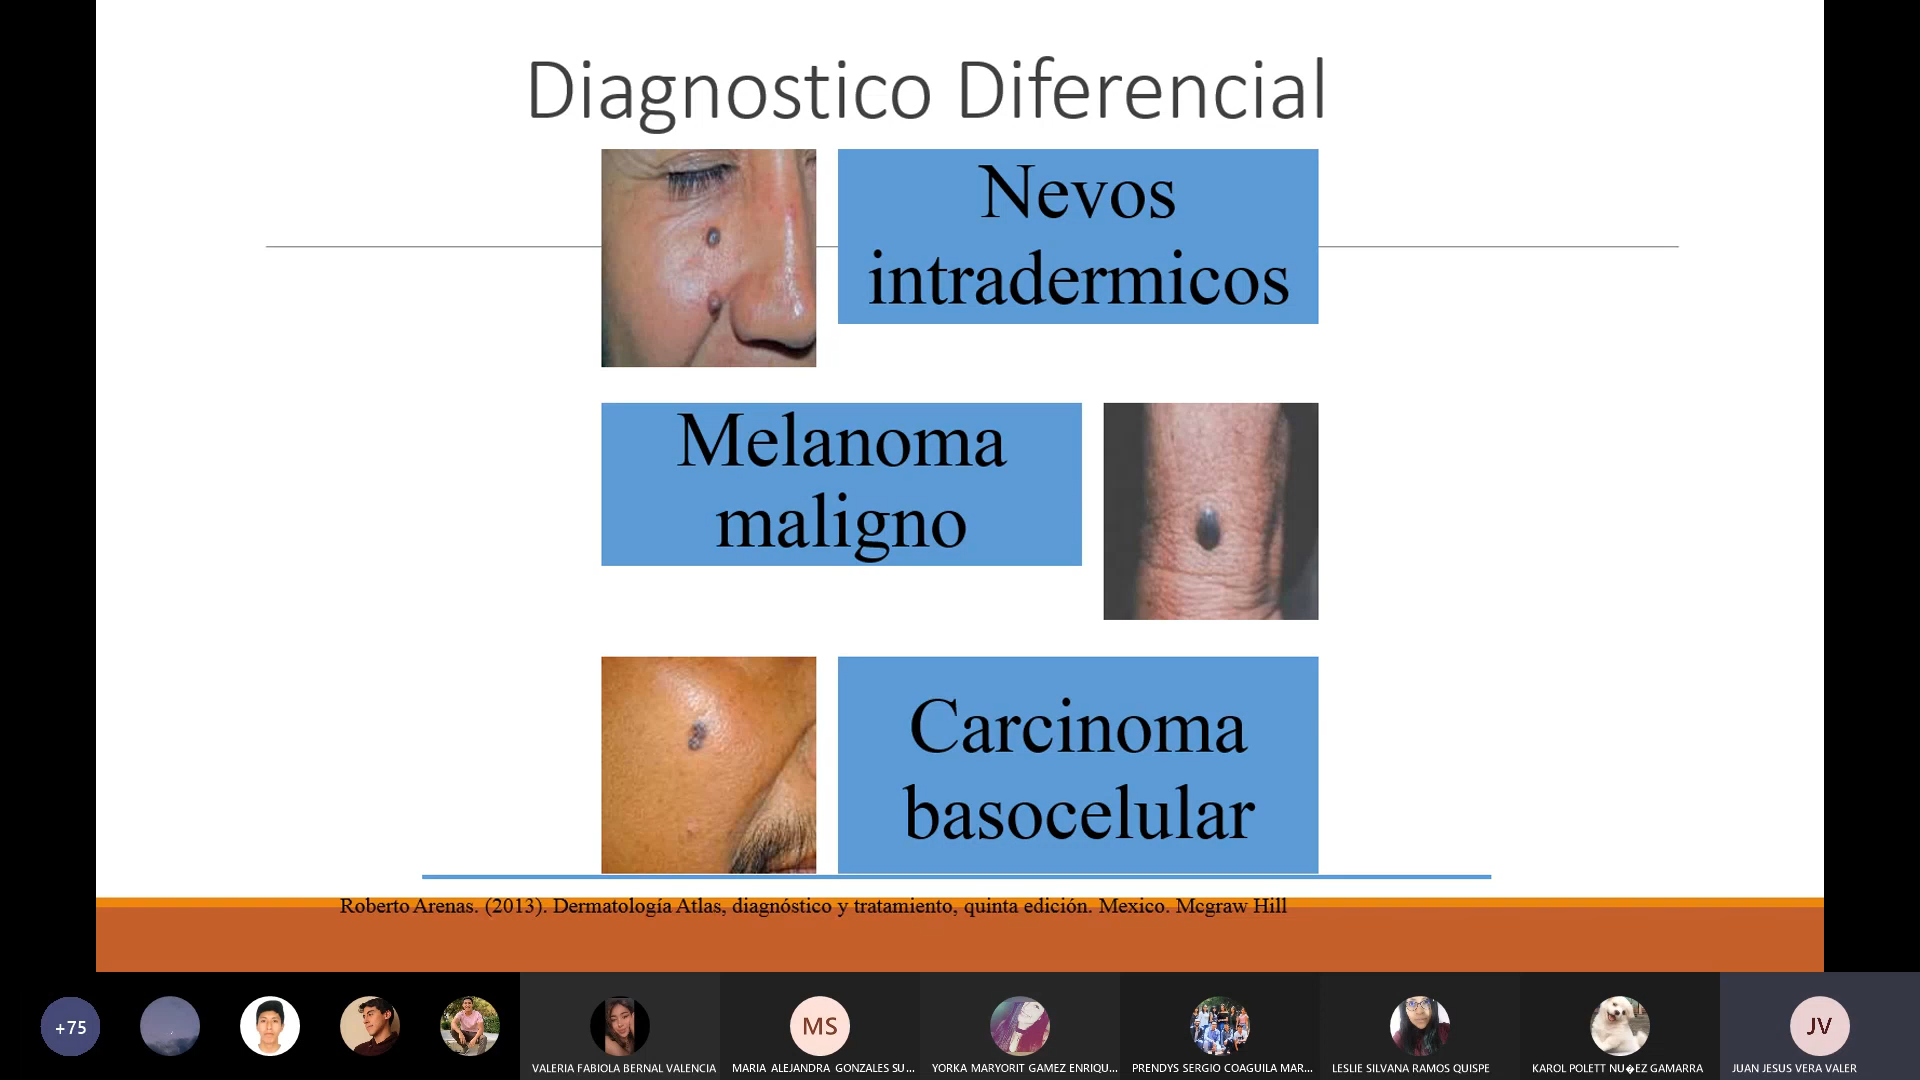 Diagnostico Diferencial
Nevos
intradermicos
Melanoma
maligno
Carcinoma
basocelular
Roberto Arenas. (2013). Dermatología Atlas, diagnóstico y tratamiento, quinta edición. Mexico. Mcgraw Hill
+75
MS
JV
VALERIA FABIOLA BERNAL VALENCIA
MARIA ALEJANDRA GONZALES SU...
YORKA MARYORIT GAMEZ ENRIQU...
PRENDYS SERGIO COAGUILA MAR...
LESLIE SILVANA RAMOS QUISPE
KAROL POLETT NU�EZ GAMARRA
JUAN JESUS VERA VALER